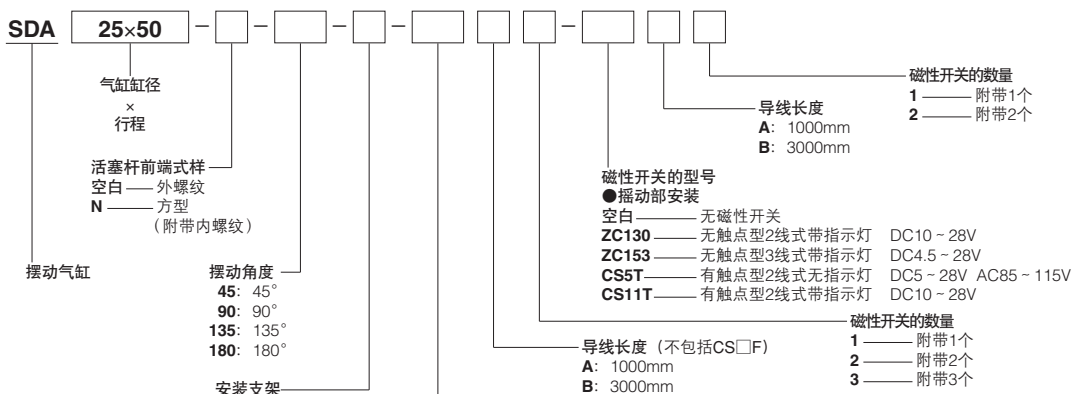 SDA 25×50 - - - - -
气缸缸径
×
行程
活塞杆前端式样
空白 外螺纹
N 方型
(附带内螺纹)
摆动气缸
摆动角度
45: 45°
90: 90°
135: 135°
180: 180°
安装支架
磁性开关的数量
1 附带1个
2 附带2个
导线长度
A: 1000mm
B: 3000mm
磁性开关的型号
●摇动部安装
空白 无磁性开关
ZC130 无触点型2线式带指示灯 DC10~28V
ZC153 无触点型3线式带指示灯 DC4.5~28V
CS5T 有触点型2线式无指示灯 DC5~28V AC85~115V
CS11T 有触点型2线式带指示灯 DC10~28V
磁性开关的数量
1 附带1个
2 附带2个
3 附带3个
导线长度(不包括CS□F)
A: 1000mm
B: 3000mm